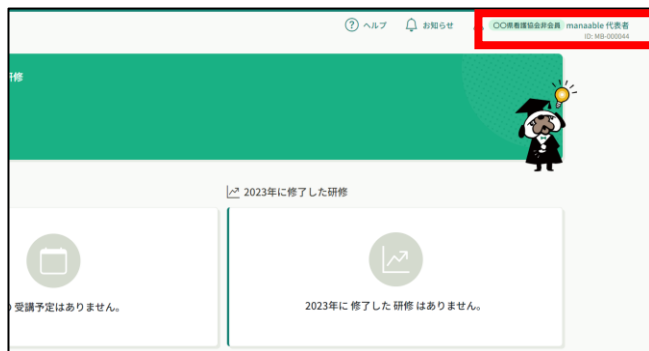 ヘルプ
お知らせ
〇〇県看護協会非会員 manaable 代表者
ID: MB-000044
研修
2023年に修了した研修
受講予定はありません。
2023年に 修了した 研修 はありません。